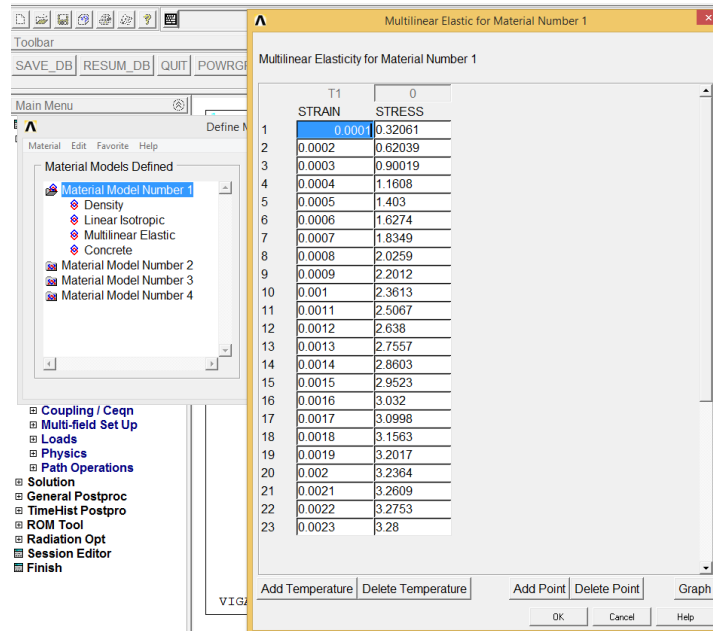 Toolbar
SAVE_DB RESUM_DB QUIT POWRG
Main Menu
Define M
Material Edit Favorite Help
Material Models Defined
Material Model Number 1
Density
Linear Isotropic
Multilinear Elastic
Concrete
Material Model Number 2
Material Model Number 3
Material Model Number 4
Coupling / Ceqn
Multi-field Set Up
Loads
Physics
Path Operations
Solution
General Postproc
TimeHist Postpro
ROM Tool
Radiation Opt
Session Editor
Finish
VIGA
Multilinear Elastic for Material Number 1
Multilinear Elasticity for Material Number 1
T1 0
STRAIN STRESS
1 0.0001 0.32061
2 0.0002 0.62039
3 0.0003 0.90019
4 0.0004 1.1608
5 0.0005 1.403
6 0.0006 1.6274
7 0.0007 1.8349
8 0.0008 2.0259
9 0.0009 2.2012
10 0.001 2.3613
11 0.0011 2.5067
12 0.0012 2.638
13 0.0013 2.7557
14 0.0014 2.8603
15 0.0015 2.9523
16 0.0016 3.032
17 0.0017 3.0998
18 0.0018 3.1563
19 0.0019 3.2017
20 0.002 3.2364
21 0.0021 3.2609
22 0.0022 3.2753
23 0.0023 3.28
Add Temperature Delete Temperature Add Point Delete Point Graph
OK Cancel Help